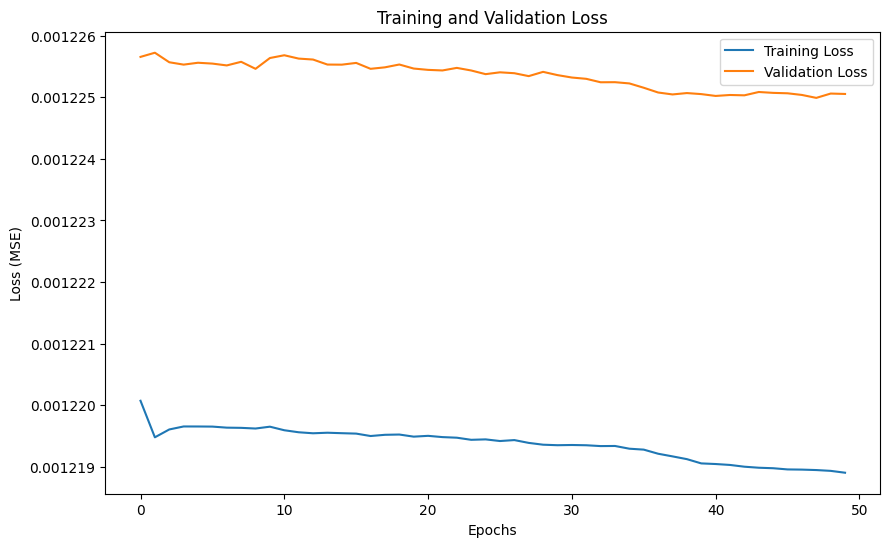 Training and Validation Loss
0.001226
0.001225
0.001224
0.001223
0.001222
0.001221
0.001220
0.001219
Loss (MSE)
Training Loss
Validation Loss
0 10 20 30 40 50
Epochs